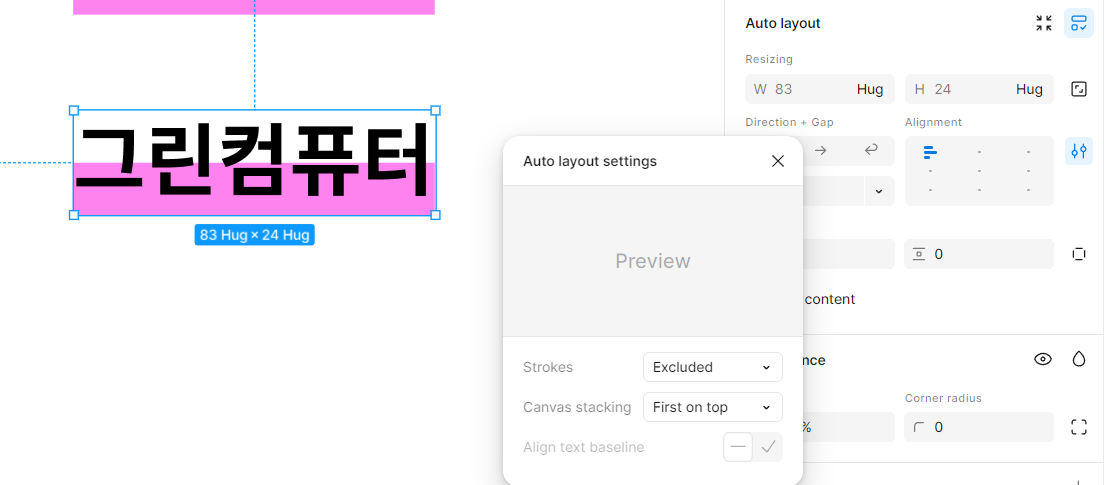 Auto layout
Resizing
W 83 Hug
H 24 Hug
Direction + Gap
Alignment
그린컴퓨터
83 Hug × 24 Hug
Auto layout settings
Preview
0
content
Strokes
Excluded
Canvas stacking
First on top
Align text baseline
nce
Corner radius
%
0